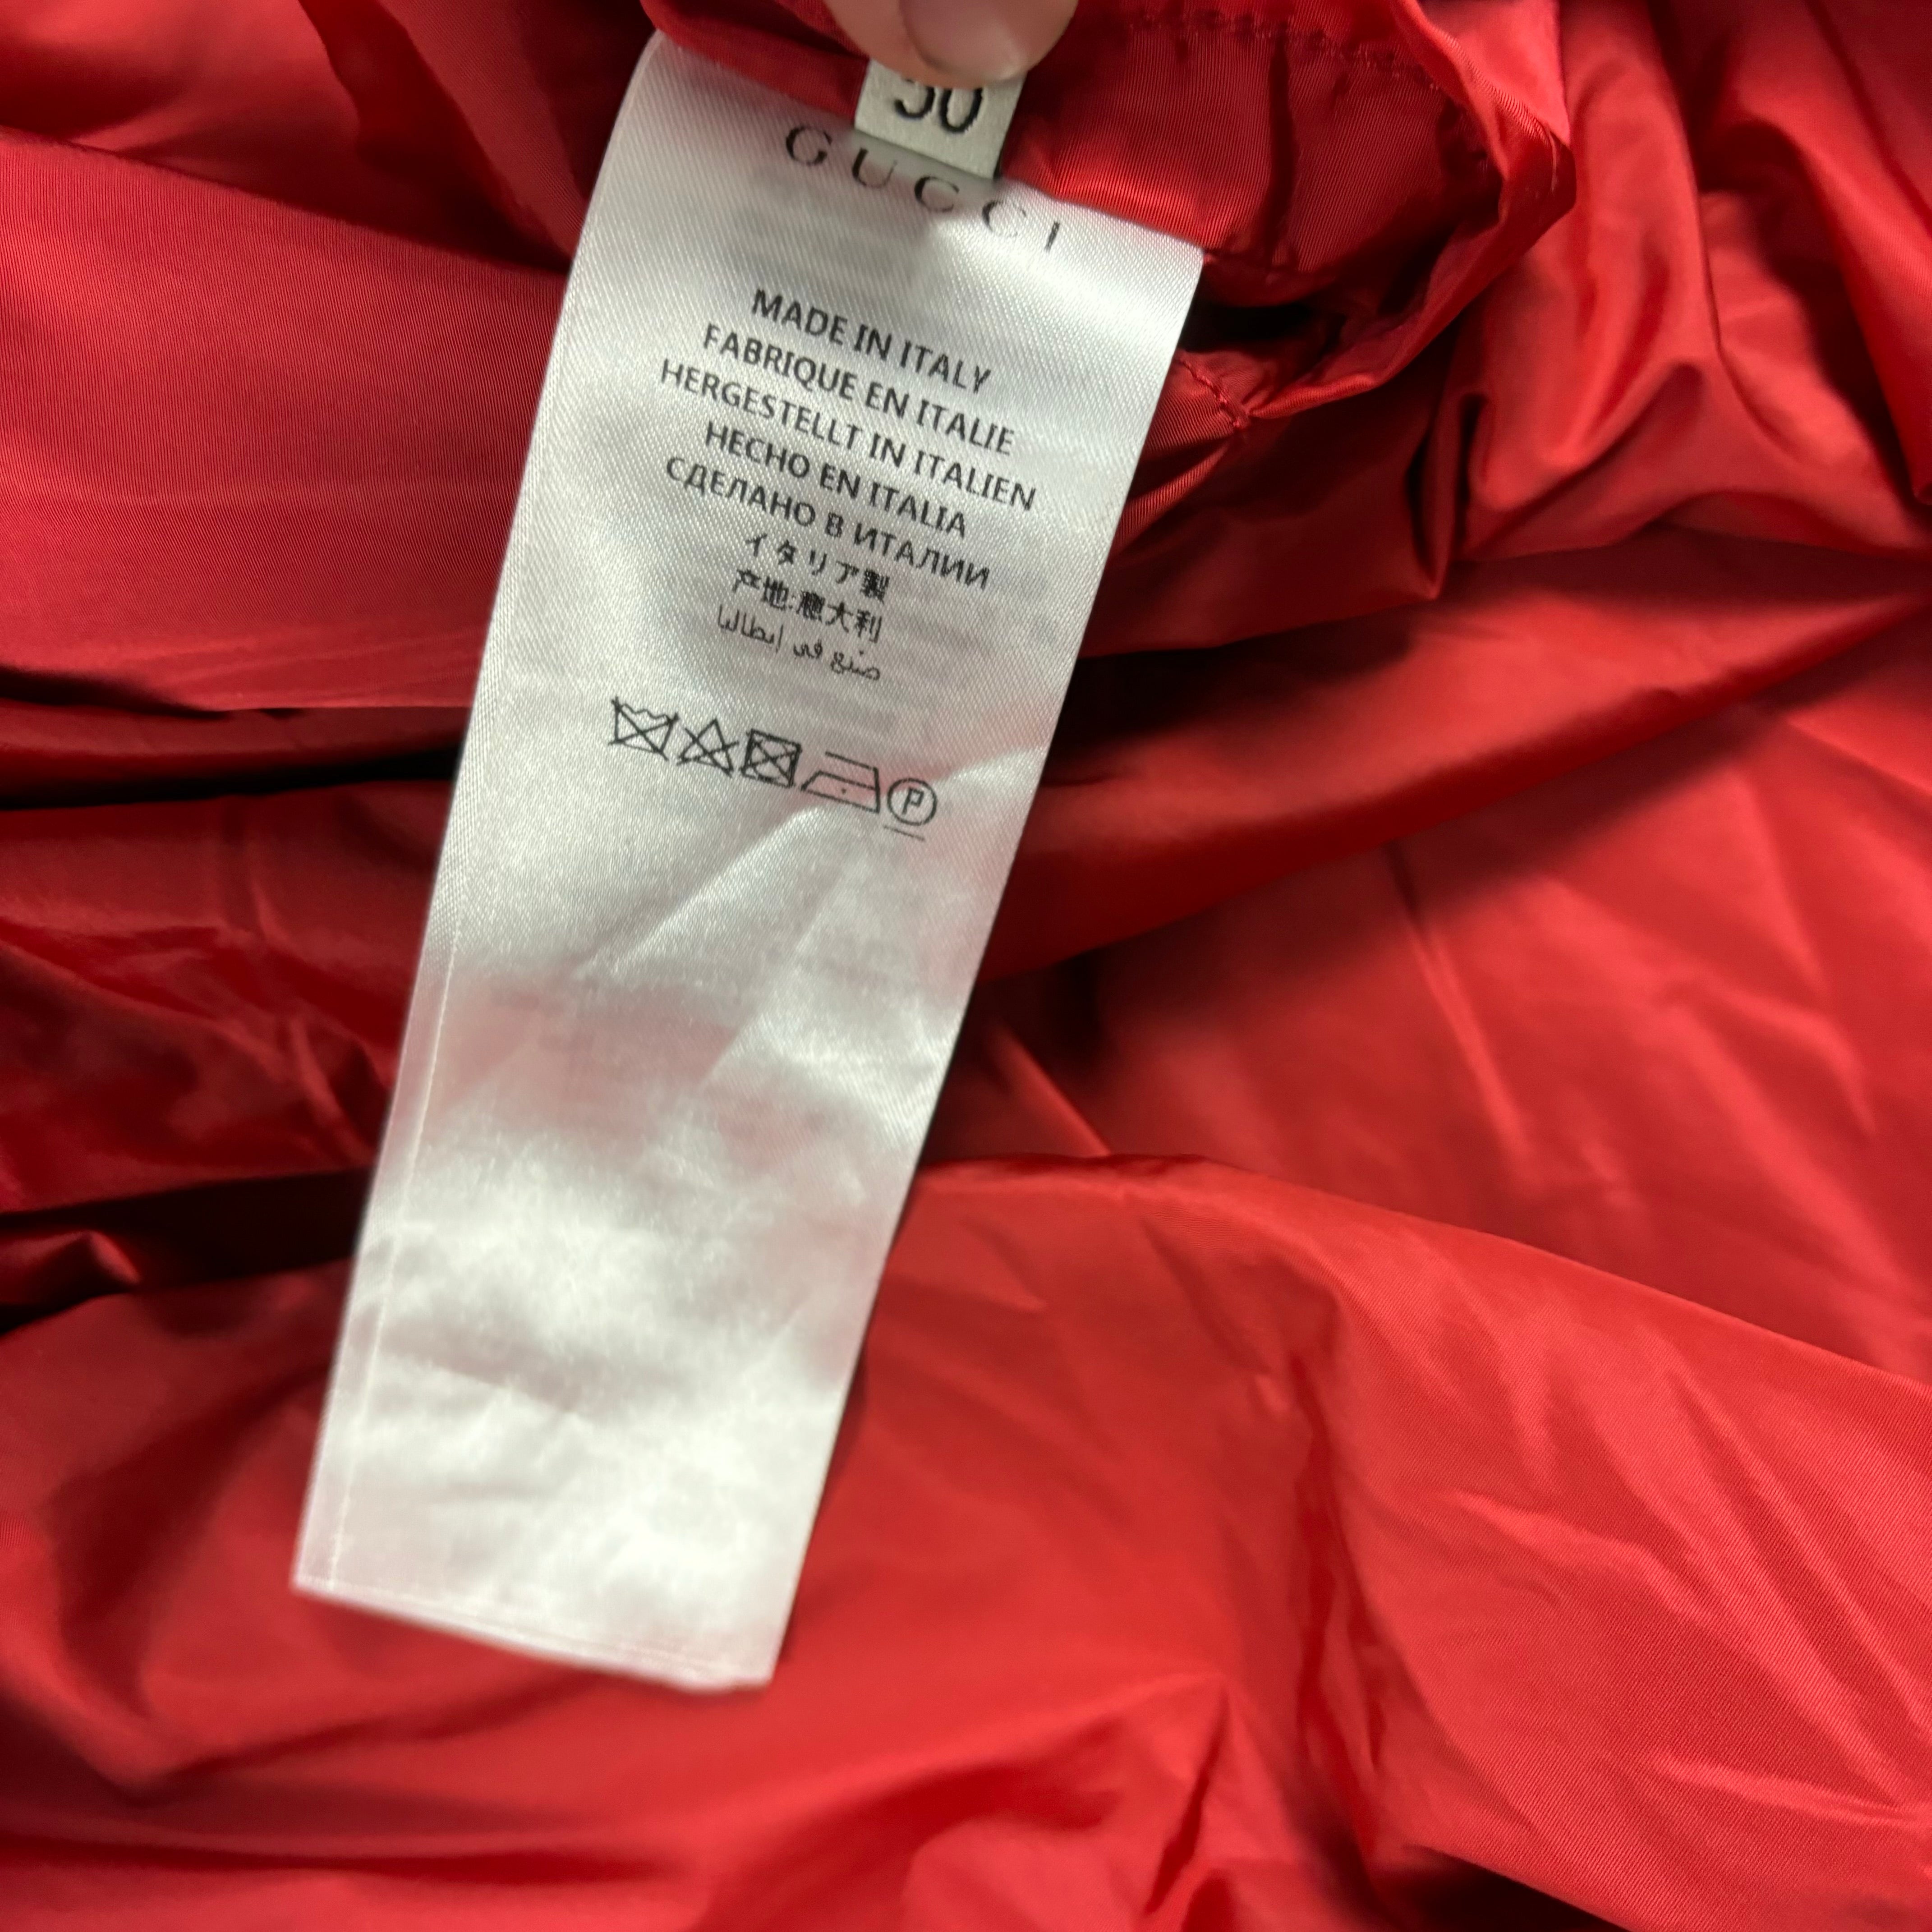 50
GUCCI
MADE IN ITALY
FABRIQUE EN ITALIE
HERGESTELLT IN ITALIEN
HECHO EN ITALIA
СДЕЛАНО В ИТАЛИИ
イタリア製
产地:意大利
صنع في إيطاليا
P